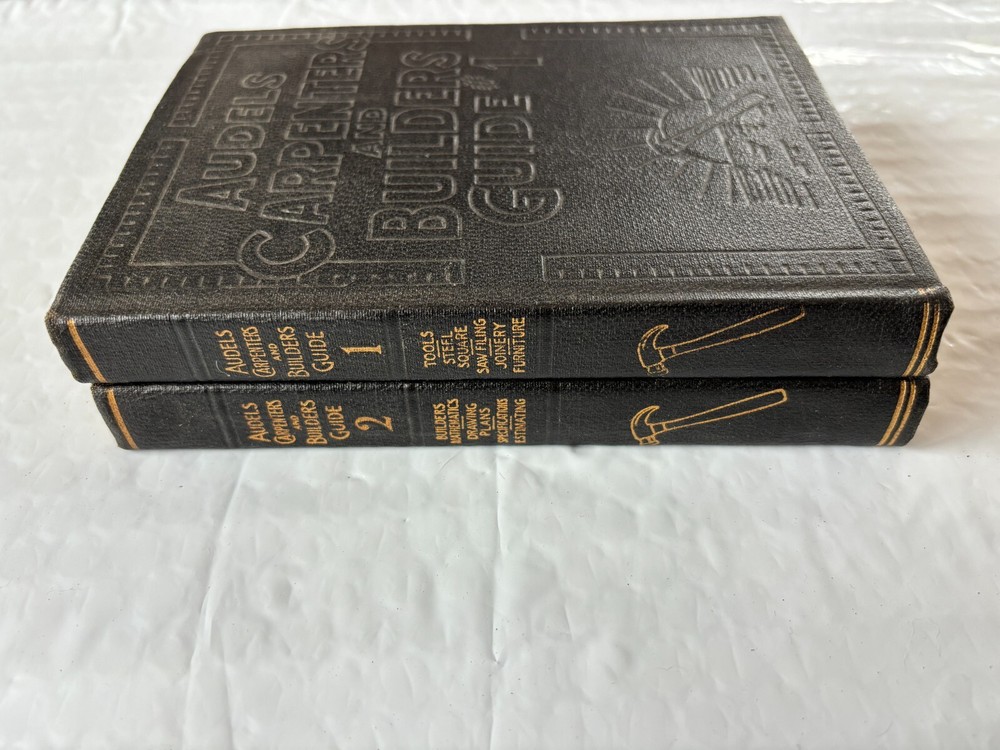 AUDELS
CARPENTERS
AND
BUILDERS
GUIDE #1
AUDELS
CARPENTERS
AND
BUILDERS
GUIDE
1
TOOLS
STEEL
SQUARE
SAW FILING
JOINERY
FURNITURE
AUDELS
CARPENTERS
AND
BUILDERS
GUIDE
2
BUILDERS
MATHEMATICS
DRAWING
PLANS
SPECIFICATIONS
ESTIMATING